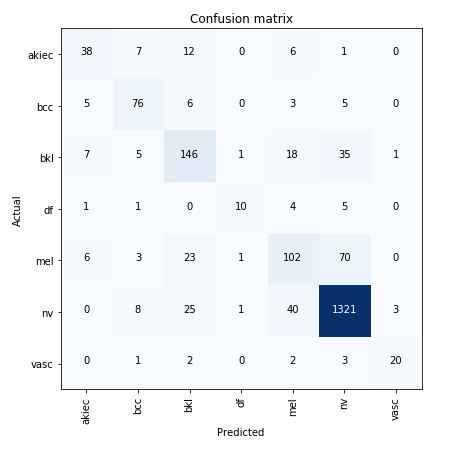 Confusion matrix
akiec 38 7 12 0 6 1 0
bcc 5 76 6 0 3 5 0
bkl 7 5 146 1 18 35 1
df 1 1 0 10 4 5 0
mel 6 3 23 1 102 70 0
nv 0 8 25 1 40 1321 3
vasc 0 1 2 0 2 3 20
Actual
akiec bcc bkl df mel nv vasc
Predicted